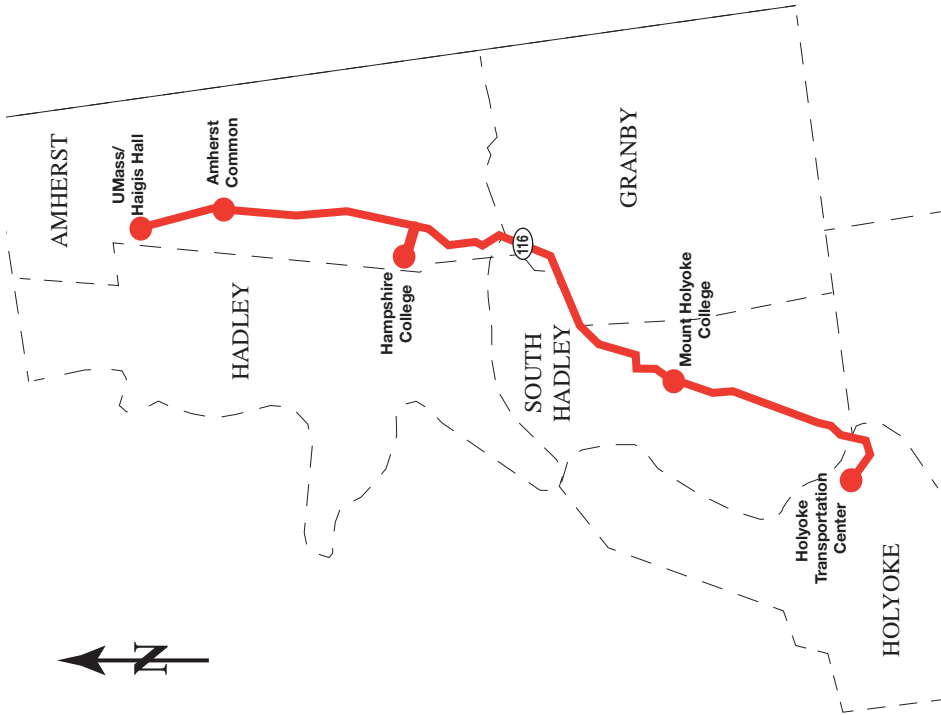 AMHERST
UMass/
Haigis Hall
Amherst
Common
HADLEY
Hampshire
College
116
GRANBY
SOUTH
HADLEY
Mount Holyoke
College
Holyoke
Transportation
Center
HOLYOKE
N